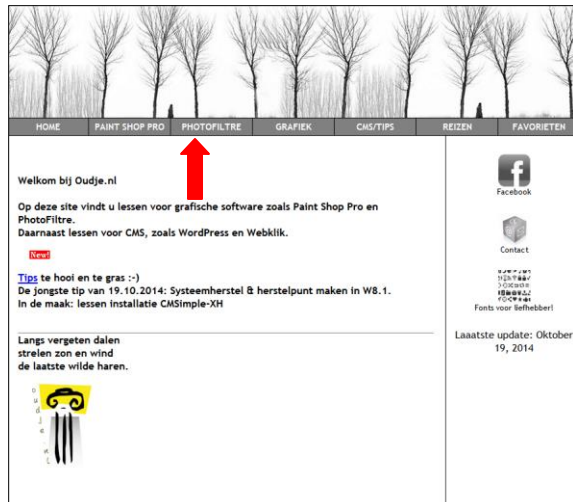 HOME PAINT SHOP PRO PHOTOFILTRE GRAFIEK CMS/TIPS REIZEN FAVORIETEN
Welkom bij Oudje.nl
Op deze site vindt u lessen voor grafische software zoals Paint Shop Pro en
PhotoFiltre.
Daarnaast lessen voor CMS, zoals WordPress en Webklik.
New!
Tips te hooi en te gras :-)
De jongste tip van 19.10.2014: Systeemherstel & herstelpunt maken in W8.1.
In de maak: lessen installatie CMSimple-XH
Langs vergeten dalen
strelen zon en wind
de laatste wilde haren.
oudje.nl
Facebook
Contact
Fonts voor liefhebber!
Laaatste update: Oktober
19, 2014